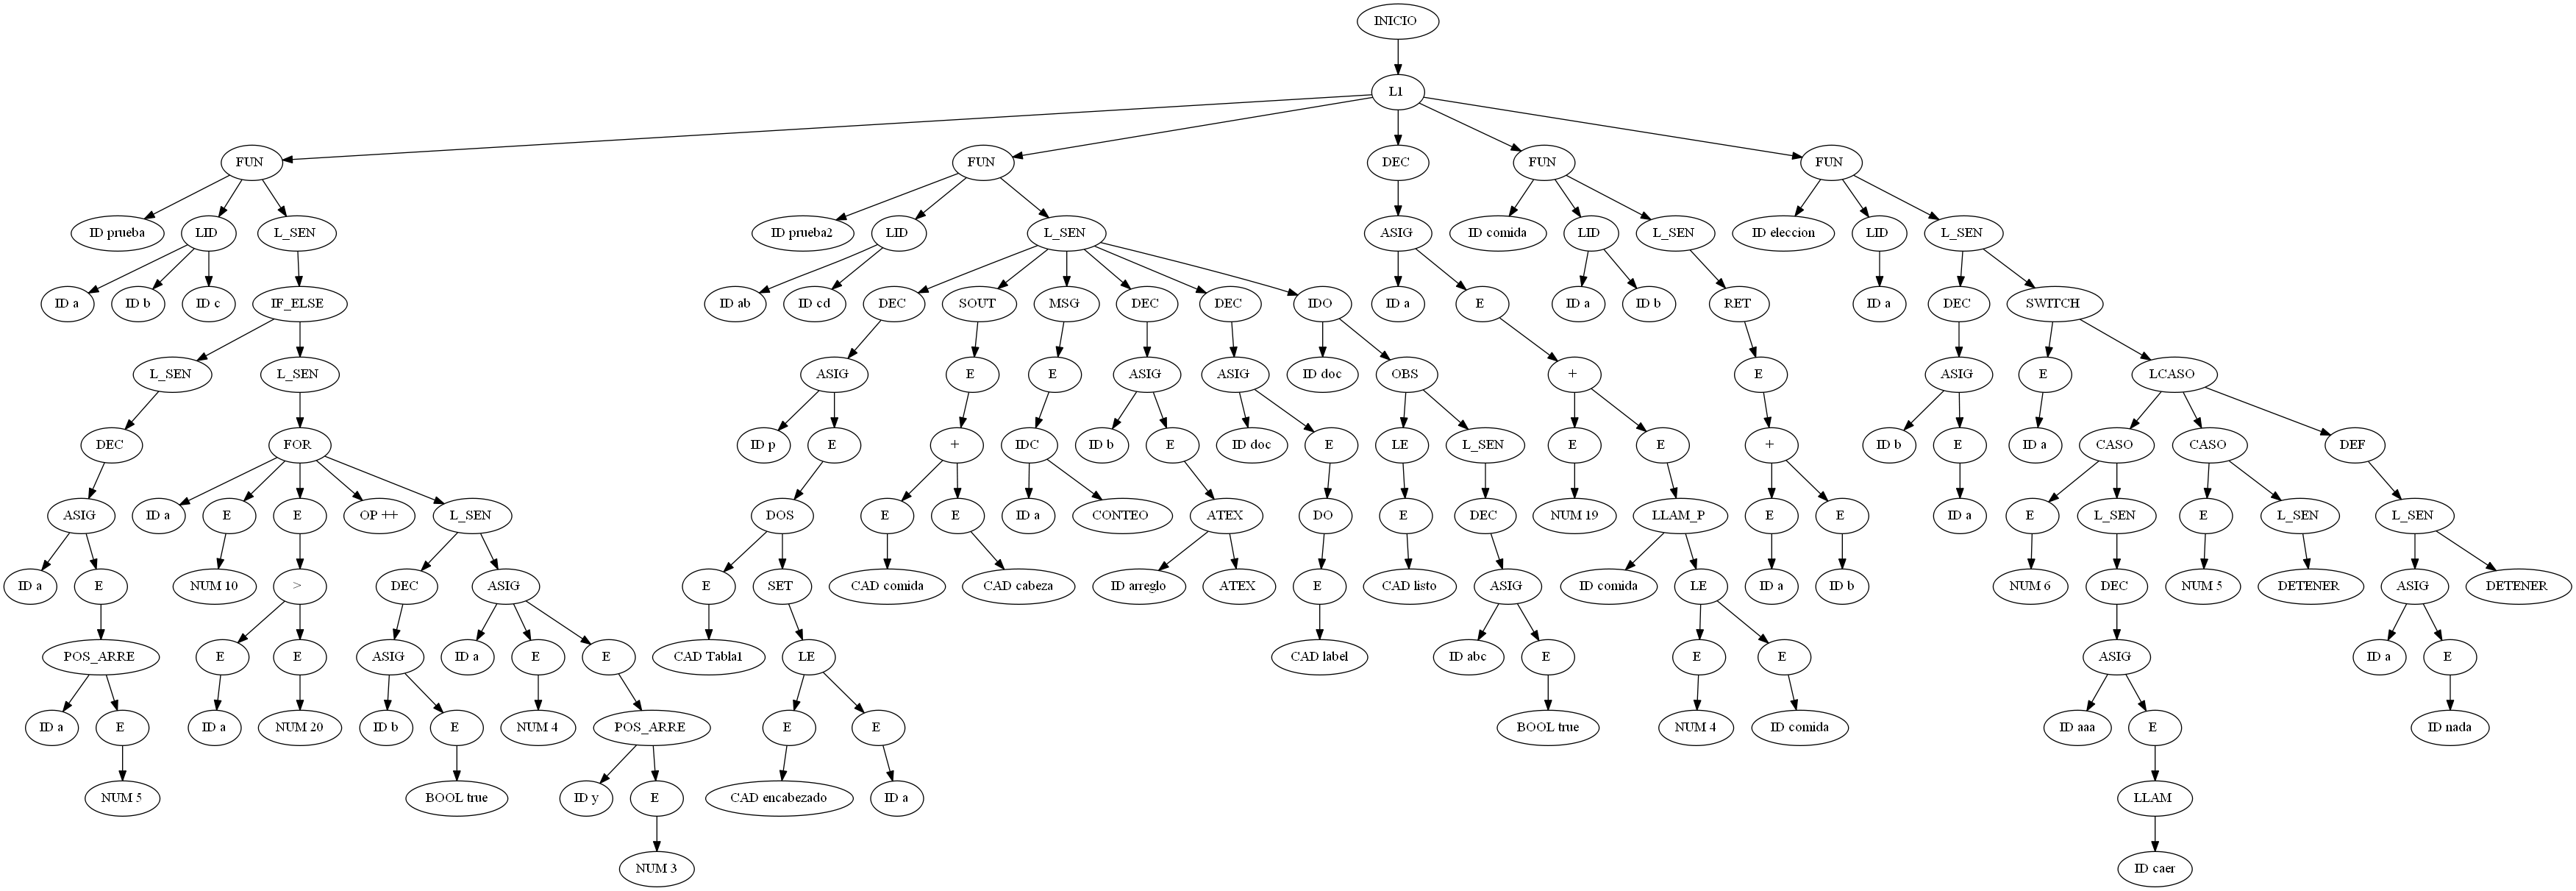 INICIO
L1
FUN
FUN
DEC
FUN
FUN
ID prueba
LID
L_SEN
ID prueba2
LID
L_SEN
ASIG
ID comida
LID
L_SEN
ID eleccion
LID
L_SEN
ID a
ID b
ID c
IF_ELSE
ID ab
ID cd
DEC
SOUT
MSG
DEC
DEC
IDO
ID a
E
ID a
ID b
RET
ID a
DEC
SWITCH
L_SEN
L_SEN
ASIG
E
E
ASIG
ASIG
ID doc
OBS
+
E
ASIG
E
LCASO
DEC
FOR
ID p
E
+
IDC
ID b
E
ID doc
E
LE
L_SEN
E
E
+
ID b
E
ID a
CASO
CASO
DEF
ASIG
ID a
E
E
OP ++
L_SEN
DOS
E
E
ID a
CONTEO
ATEX
DO
E
DEC
NUM 19
LLAM_P
E
E
ID a
E
L_SEN
E
L_SEN
L_SEN
ID a
E
NUM 10
>
DEC
ASIG
E
SET
CAD comida
CAD cabeza
ID arreglo
ATEX
E
CAD listo
ASIG
ID comida
LE
ID a
ID b
NUM 6
DEC
NUM 5
DETENER
ASIG
DETENER
POS_ARRE
E
E
ASIG
ID a
E
E
CAD Tabla1
LE
CAD label
ID abc
E
E
E
ASIG
ID a
E
ID a
E
ID a
NUM 20
ID b
E
NUM 4
POS_ARRE
E
E
BOOL true
NUM 4
ID comida
ID aaa
E
ID nada
NUM 5
BOOL true
ID y
E
CAD encabezado
ID a
LLAM
NUM 3
ID caer